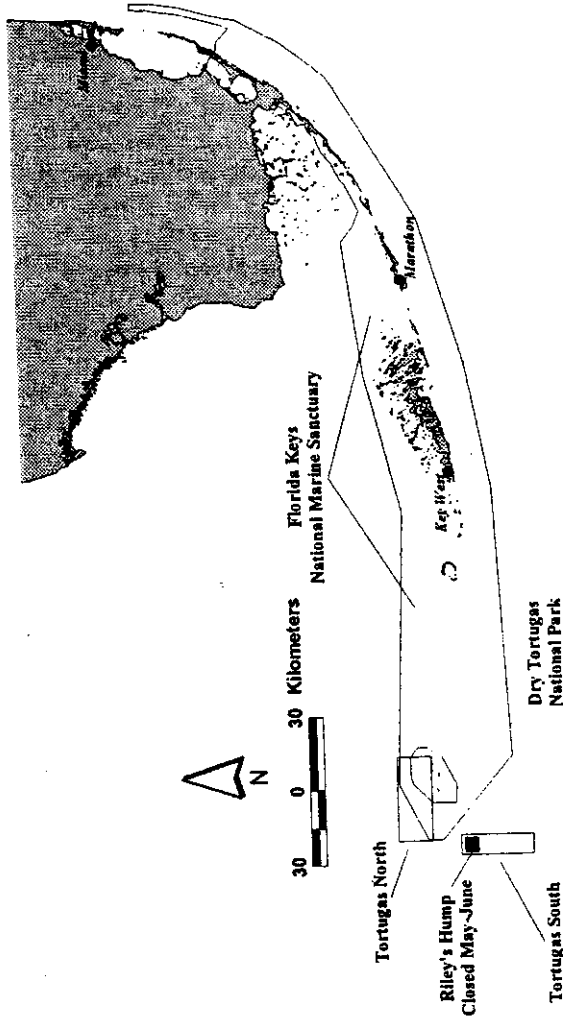 Miami
Marathon
Florida Keys
National Marine Sanctuary
Key West
30 0 30 Kilometers
N
Dry Tortugas
National Park
Tortugas North
Riley's Hump
Closed May-June
Tortugas South